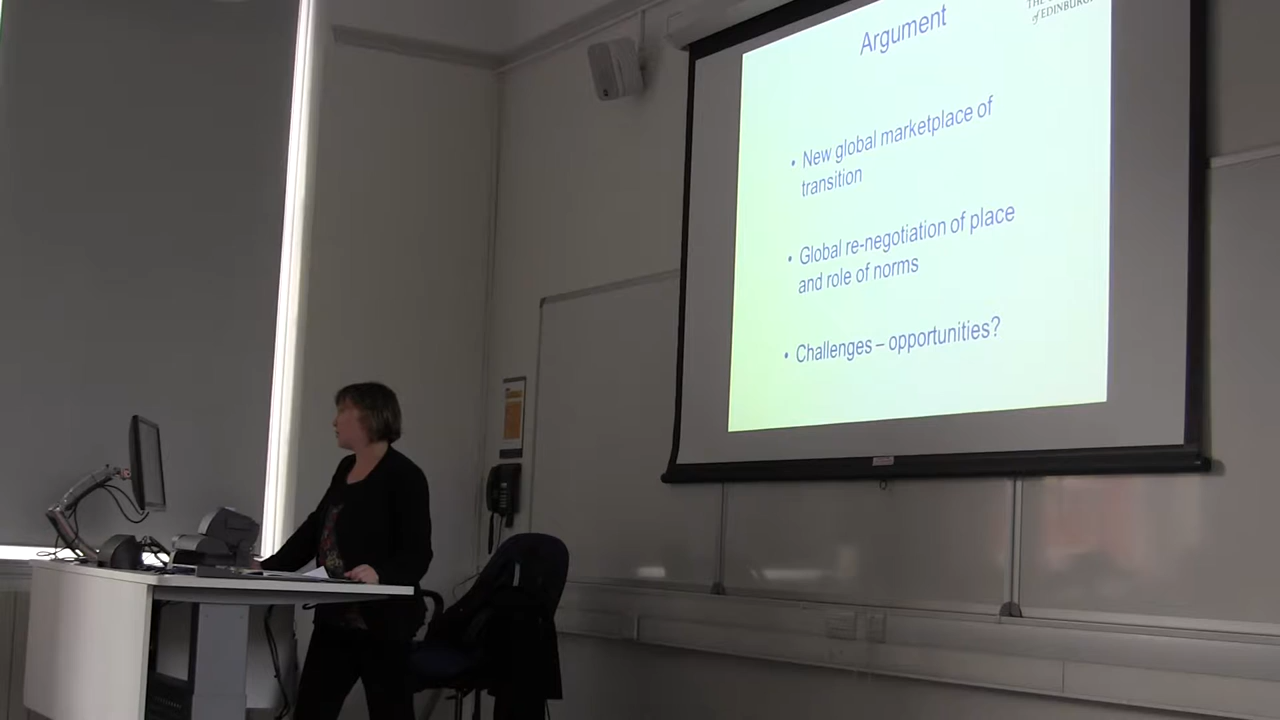 THE
of EDINBURGH
Argument
• New global marketplace of
transition
• Global re-negotiation of place
and role of norms
• Challenges – opportunities?